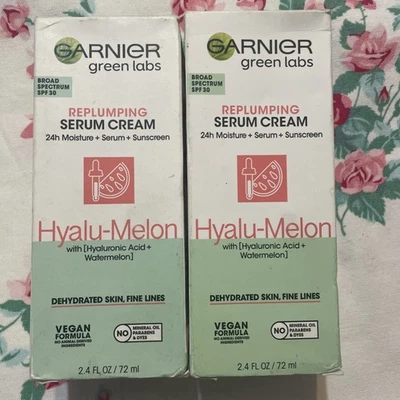 GARNIER
green labs
BROAD
SPECTRUM
SPF 30
REPLUMPING
SERUM CREAM
24h Moisture + Serum + Sunscreen
Hyalu-Melon
with [Hyaluronic Acid +
Watermelon]
DEHYDRATED SKIN, FINE LINES
VEGAN
FORMULA
NO ANIMAL DERIVED
INGREDIENTS
NO MINERAL OIL
PARABENS
& DYES
2.4 FL OZ / 72 ml
GARNIER
green labs
BROAD
SPECTRUM
SPF 30
REPLUMPING
SERUM CREAM
24h Moisture + Serum + Sunscreen
Hyalu-Melon
with [Hyaluronic Acid +
Watermelon]
DEHYDRATED SKIN, FINE LINES
VEGAN
FORMULA
NO ANIMAL DERIVED
INGREDIENTS
NO MINERAL OIL
PARABENS
& DYES
2.4 FL OZ / 72 ml